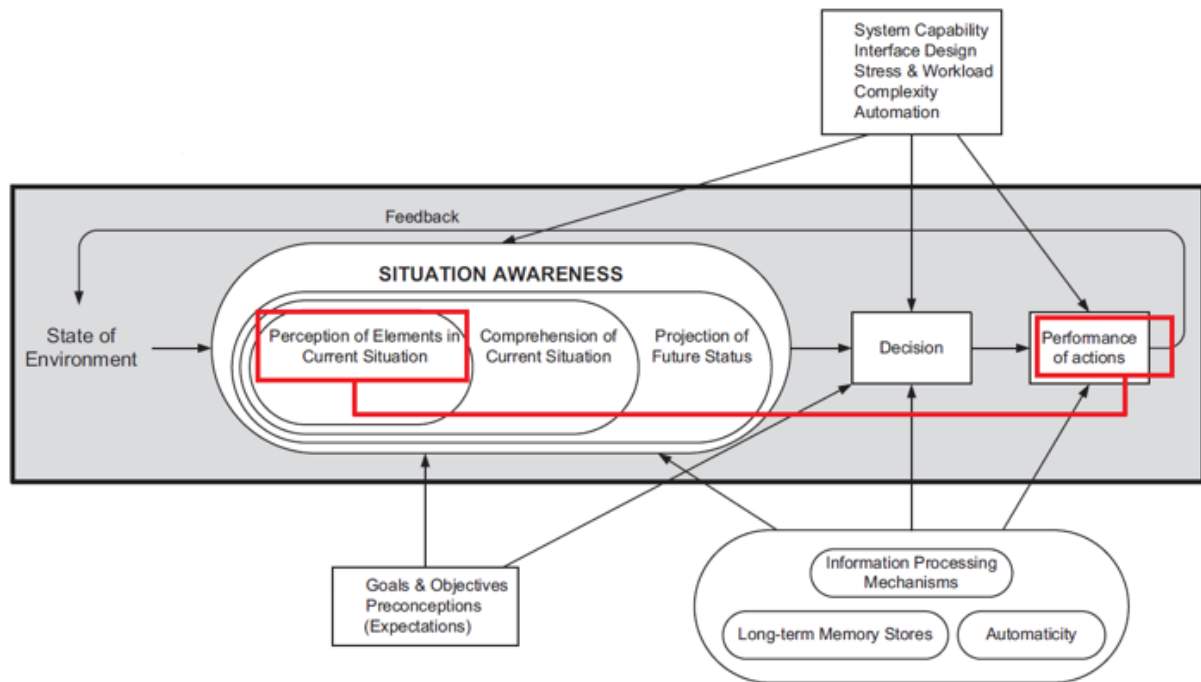 System Capability
Interface Design
Stress & Workload
Complexity
Automation
Feedback
SITUATION AWARENESS
State of
Environment
Perception of Elements in
Current Situation
Comprehension of
Current Situation
Projection of
Future Status
Decision
Performance
of actions
Goals & Objectives
Preconceptions
(Expectations)
Information Processing
Mechanisms
Long-term Memory Stores
Automaticity